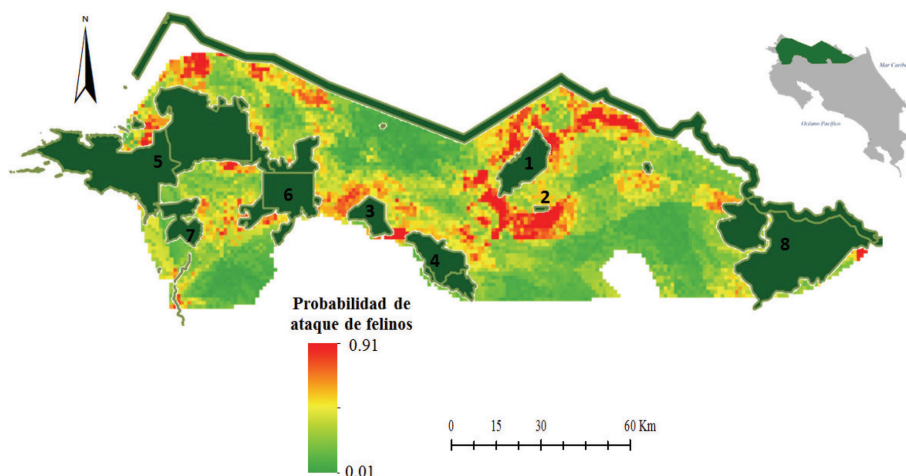 N
Mar Caribe
Océano Pacífico
1
2
3
4
5
6
7
8
Probabilidad de
ataque de felinos
0.91
0.01
0 15 30 60 Km